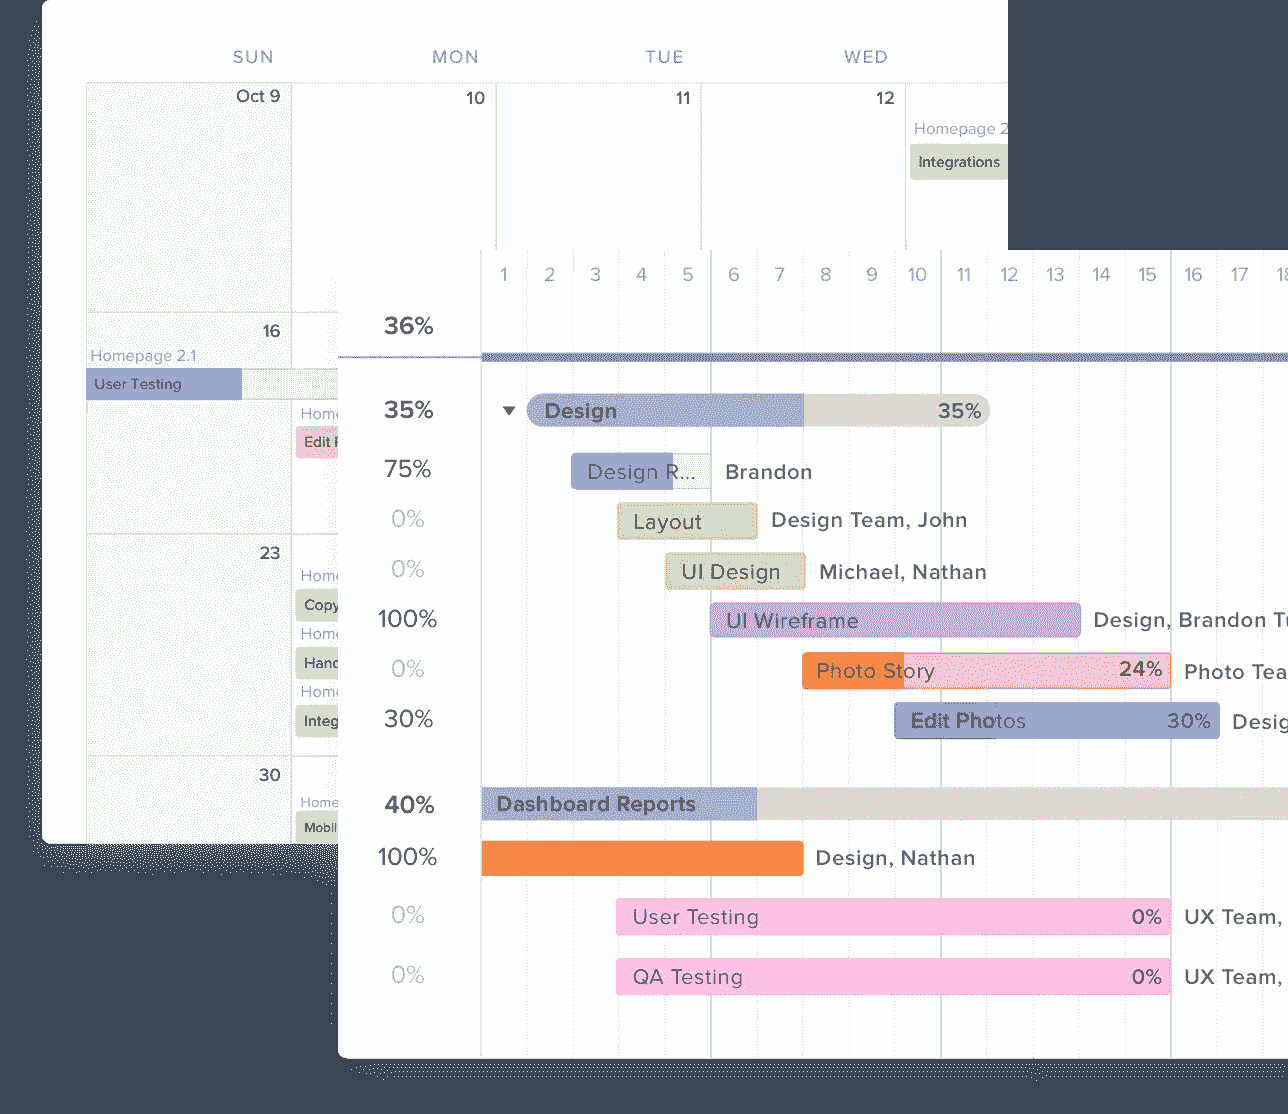 SUN MON TUE WED
Oct 9 10 11 12
Homepage 2
Integrations
16
Homepage 2.1
User Testing
Home
Edit P
23
Home
Copy
Home
Hand
Home
Integ
30
Home
Mobil
1 2 3 4 5 6 7 8 9 10 11 12 13 14 15 16 17 18
36%
35% Design 35%
75% Design R... Brandon
0% Layout Design Team, John
0% UI Design Michael, Nathan
100% UI Wireframe Design, Brandon Tu
0% Photo Story 24% Photo Tea
30% Edit Photos 30% Desig
40% Dashboard Reports
100% Design, Nathan
0% User Testing 0% UX Team,
0% QA Testing 0% UX Team,